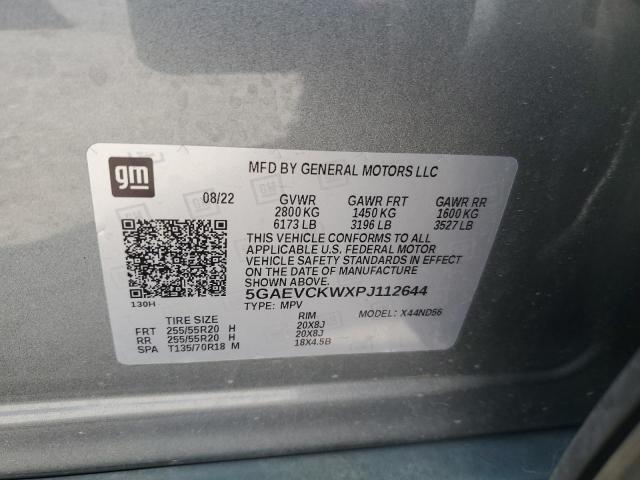 gm
MFD BY GENERAL MOTORS LLC
08/22 GVWR GAWR FRT GAWR RR
2800 KG 1450 KG 1600 KG
6173 LB 3196 LB 3527 LB
THIS VEHICLE CONFORMS TO ALL
APPLICABLE U.S. FEDERAL MOTOR
VEHICLE SAFETY STANDARDS IN EFFECT
ON THE DATE OF MANUFACTURE
SHOWN ABOVE.
130H 5GAEVCKWXPJ112644
TYPE: MPV MODEL: X44ND56
TIRE SIZE RIM
FRT 255/55R20 H 20X8J
RR 255/55R20 H 20X8J
SPA T135/70R18 M 18X4.5B